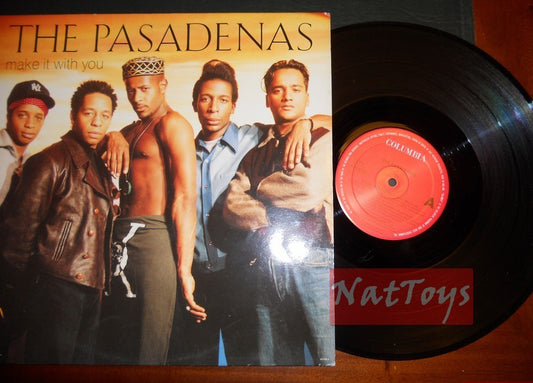 THE PASADENAS
make it with you
COLUMBIA
A
NatToys